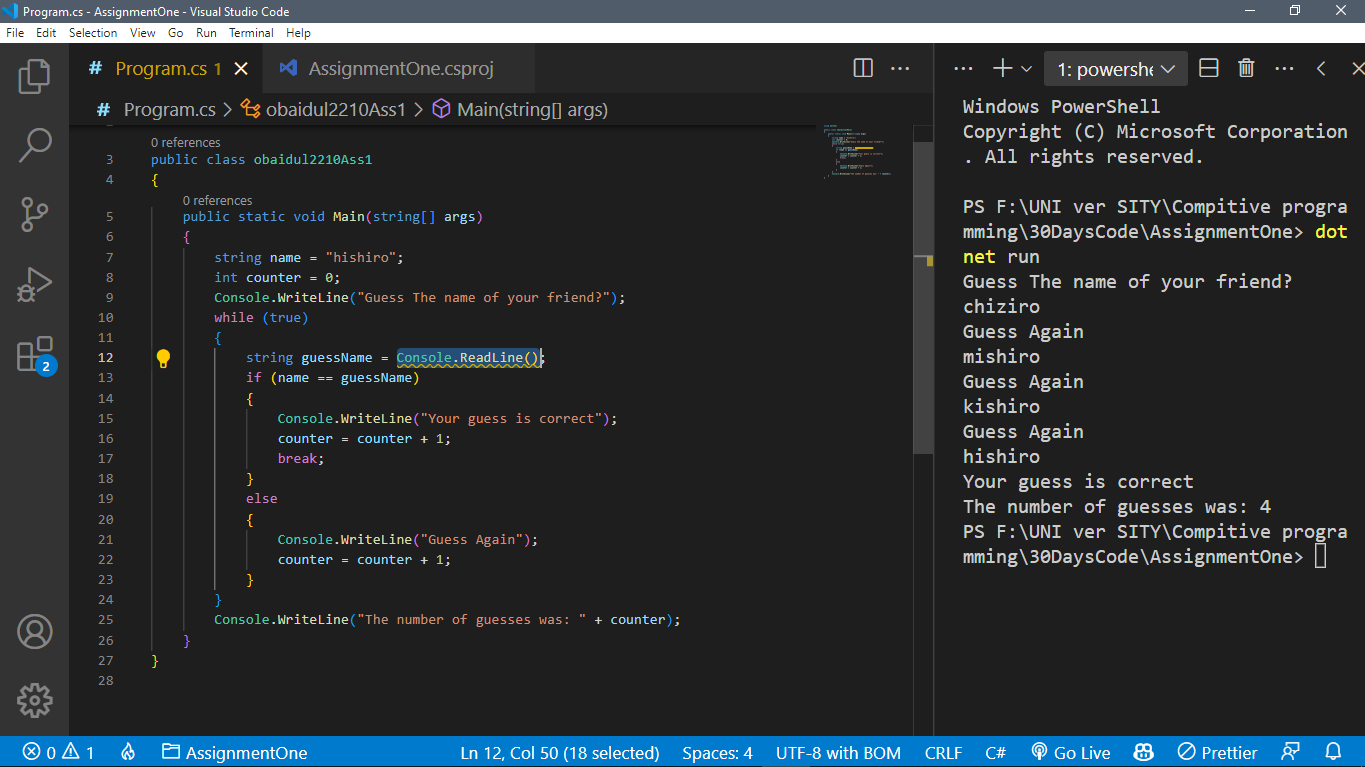 Program.cs - AssignmentOne - Visual Studio Code
File Edit Selection View Go Run Terminal Help
# Program.cs 1 AssignmentOne.csproj
# Program.cs > obaidul2210Ass1 > Main(string[] args)
0 references
3 public class obaidul2210Ass1
4 {
0 references
5 public static void Main(string[] args)
6 {
7 string name = "hishiro";
8 int counter = 0;
9 Console.WriteLine("Guess The name of your friend?");
10 while (true)
11 {
12 string guessName = Console.ReadLine();
13 if (name == guessName)
14 {
15 Console.WriteLine("Your guess is correct");
16 counter = counter + 1;
17 break;
18 }
19 else
20 {
21 Console.WriteLine("Guess Again");
22 counter = counter + 1;
23 }
24 }
25 Console.WriteLine("The number of guesses was: " + counter);
26 }
27 }
28
1: powershe
Windows PowerShell
Copyright (C) Microsoft Corporation
. All rights reserved.
PS F:\UNI ver SITY\Compitive progra
mming\30DaysCode\AssignmentOne> dot
net run
Guess The name of your friend?
chiziro
Guess Again
mishiro
Guess Again
kishiro
Guess Again
hishiro
Your guess is correct
The number of guesses was: 4
PS F:\UNI ver SITY\Compitive progra
mming\30DaysCode\AssignmentOne>
2
0 1 AssignmentOne Ln 12, Col 50 (18 selected) Spaces: 4 UTF-8 with BOM CRLF C# Go Live Prettier